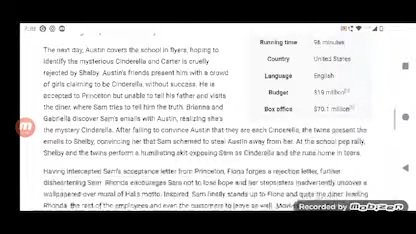 The next day, Austin covers the school in flyers, hoping to
identify the mysterious Cinderella and Carter is cruelly
rejected by Shelby. Austin's friends present him with a crowd
of girls claiming to be Cinderella, without success. He is
accepted to Princeton but unable to tell his father and visits
the diner, where Sam tries to tell him the truth. Brianna and
Gabriella discover Sam's emails with Austin, realizing she's
the mystery Cinderella. After failing to convince Austin that they are each Cinderella, the twins present the
emails to Shelby, convincing her that Sam schemed to steal Austin away from her. At the school pep rally,
Shelby and the twins perform a humiliating skit exposing Sam as Cinderella and she runs home in tears.
Having intercepted Sam's acceptance letter from Princeton, Fiona forges a rejection letter, further
disheartening Sam. Rhonda encourages Sam not to lose hope and her stepsisters inadvertently uncover a
wallpapered over mural of Hal's motto. Inspired, Sam finally stands up to Fiona and quits the diner, leading
Rhonda, the rest of the employees and even the customers to leave as well.
Running time 96 minutes
Country United States
Language English
Budget $19 million
Box office $70.1 million
Recorded by
Mobizen